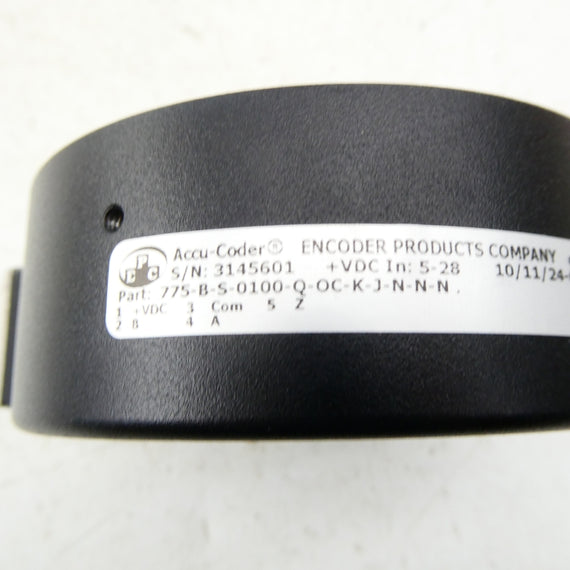 EPC Accu-Coder® ENCODER PRODUCTS COMPANY
S/N: 3145601 +VDC In: 5-28 10/11/24-
Part: 775-B-S-0100-Q-OC-K-J-N-N-N .
1 +VDC 3 Com 5 Z
2 B 4 A